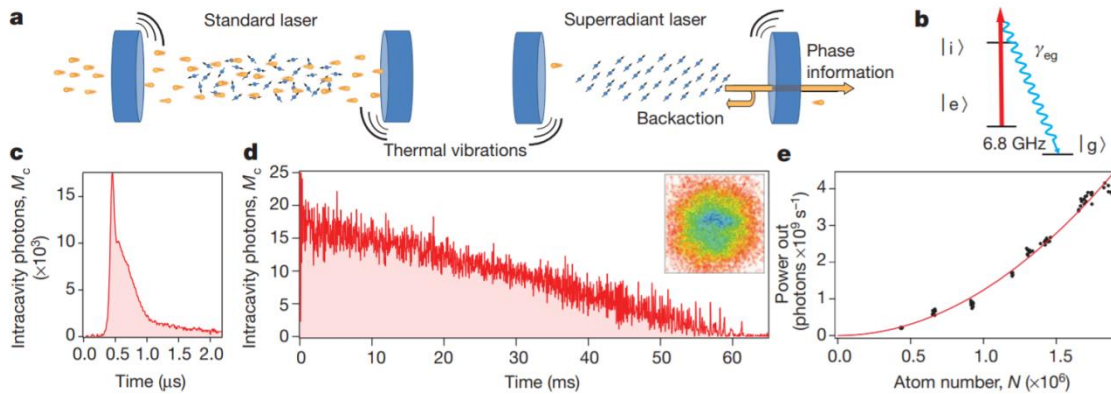 a
Standard laser
Superradiant laser
Phase
information
Backaction
Thermal vibrations
b
|i⟩
γeg
|e⟩
6.8 GHz
|g⟩
c
Intracavity photons, Mc
(×10³)
15
10
5
0
0.0 0.5 1.0 1.5 2.0
Time (μs)
d
Intracavity photons, Mc
25
20
15
10
5
0
0 10 20 30 40 50 60
Time (ms)
e
Power out
(photons ×10⁹ s⁻¹)
4
3
2
1
0
0.0 0.5 1.0 1.5
Atom number, N (×10⁶)